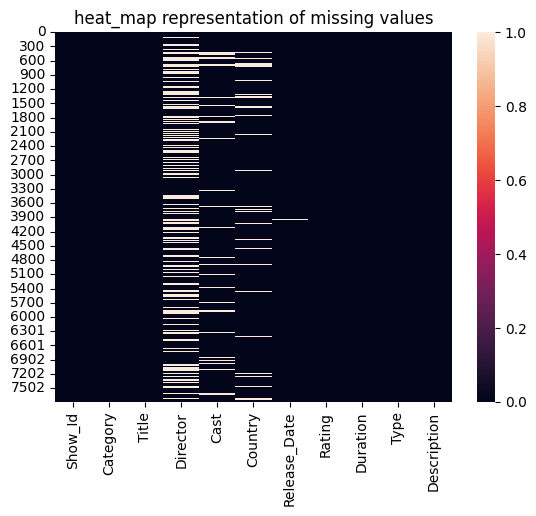 heat_map representation of missing values
0
300
600
900
1200
1500
1800
2100
2400
2700
3000
3300
3600
3900
4200
4500
4800
5100
5400
5700
6000
6301
6601
6902
7202
7502
Show_Id
Category
Title
Director
Cast
Country
Release_Date
Rating
Duration
Type
Description
1.0
0.8
0.6
0.4
0.2
0.0